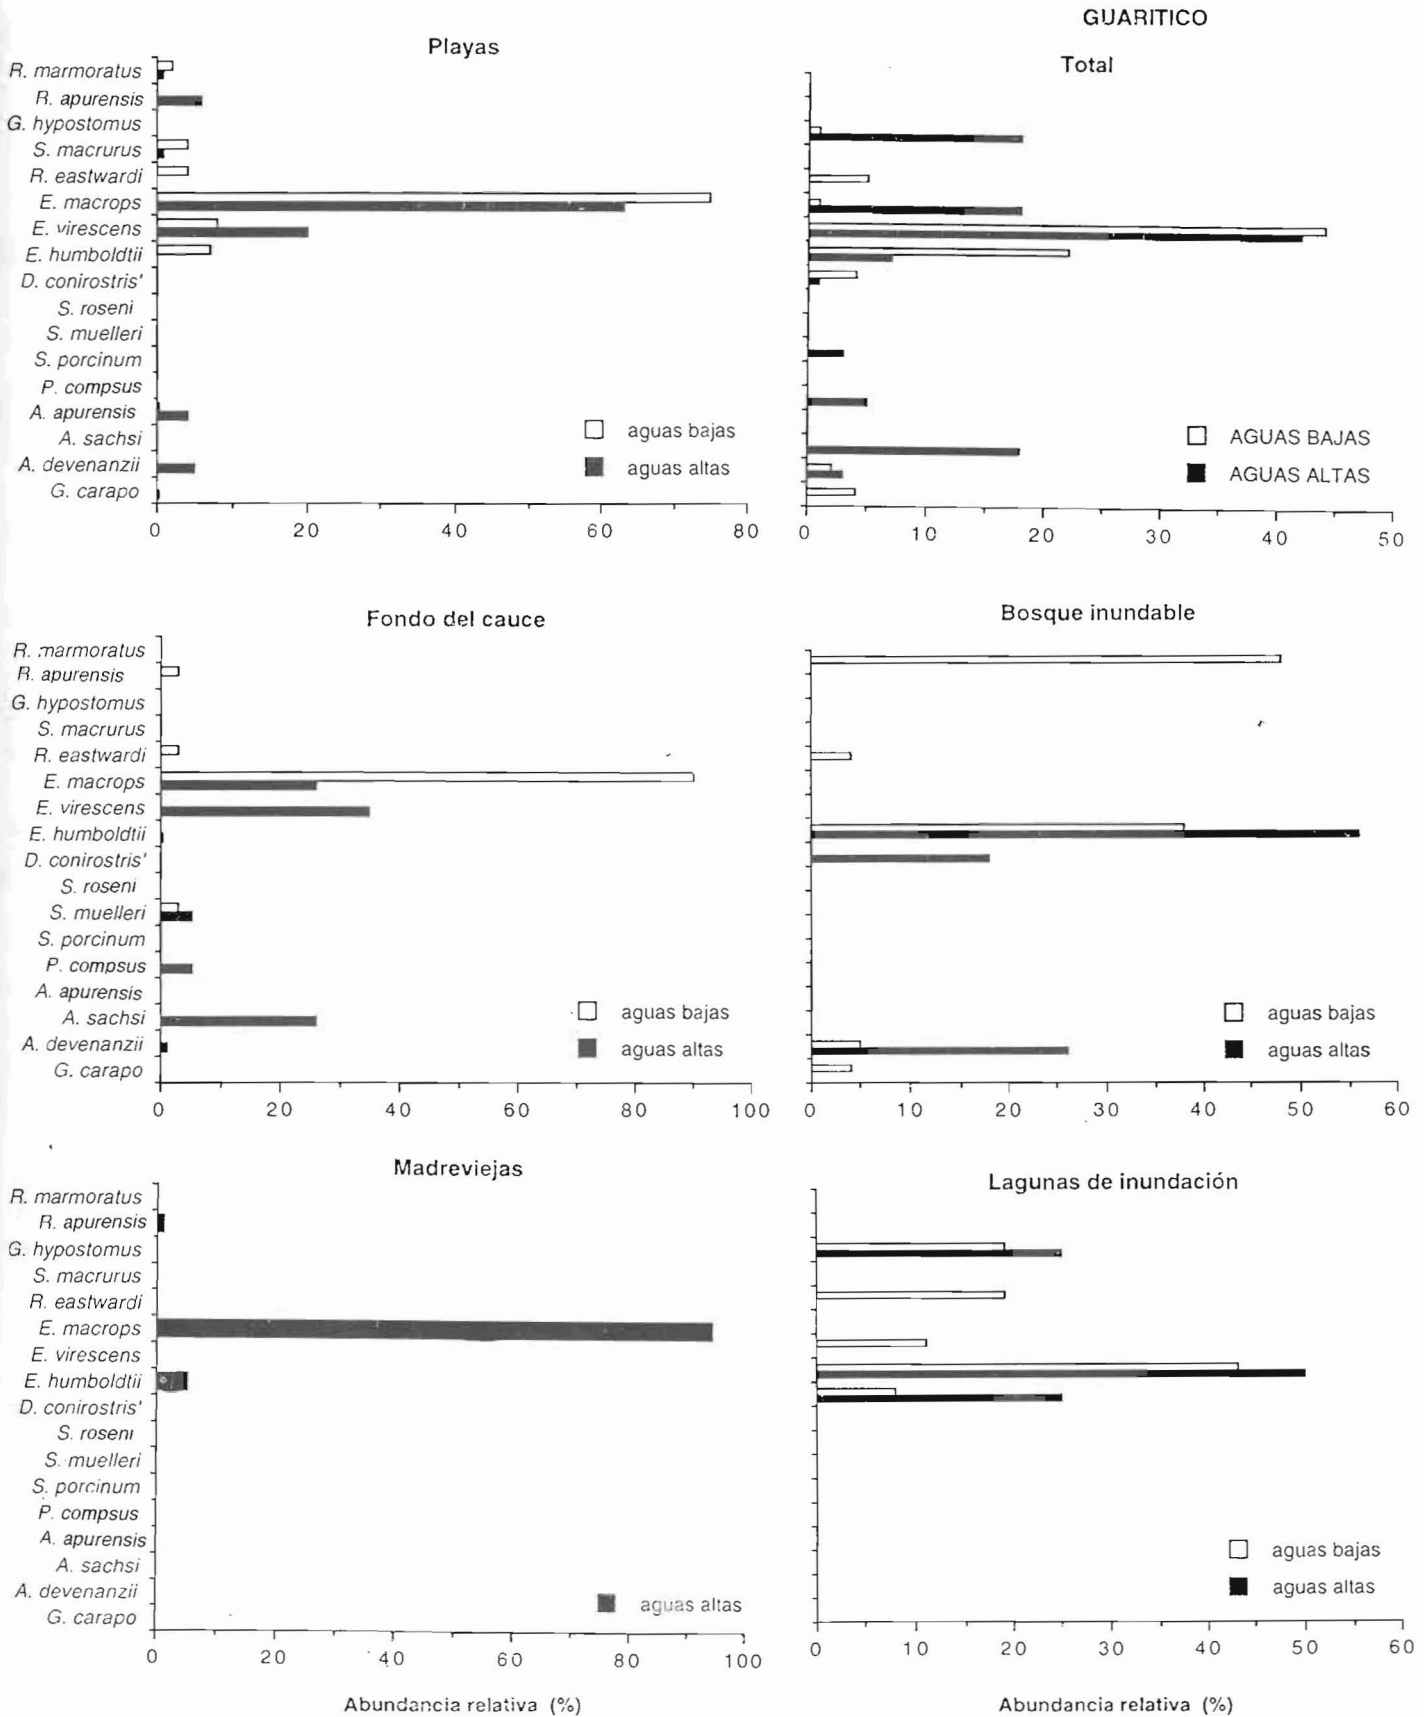 GUARITICO
Playas
R. marmoratus
R. apurensis
G. hypostomus
S. macrurus
R. eastwardi
E. macrops
E. virescens
E. humboldtii
D. conirostris'
S. roseni
S. muelleri
S. porcinum
P. compsus
A. apurensis
A. sachsi
A. devenanzii
G. carapo
aguas bajas
aguas altas
0 20 40 60 80
Total
AGUAS BAJAS
AGUAS ALTAS
0 10 20 30 40 50
Fondo del cauce
R. marmoratus
R. apurensis
G. hypostomus
S. macrurus
R. eastwardi
E. macrops
E. virescens
E. humboldtii
D. conirostris'
S. roseni
S. muelleri
S. porcinum
P. compsus
A. apurensis
A. sachsi
A. devenanzii
G. carapo
aguas bajas
aguas altas
0 20 40 60 80 100
Bosque inundable
aguas bajas
aguas altas
0 10 20 30 40 50 60
Madreviejas
R. marmoratus
R. apurensis
G. hypostomus
S. macrurus
R. eastwardi
E. macrops
E. virescens
E. humboldtii
D. conirostris'
S. roseni
S. muelleri
S. porcinum
P. compsus
A. apurensis
A. sachsi
A. devenanzii
G. carapo
aguas altas
0 20 40 60 80 100
Abundancia relativa (%)
Lagunas de inundación
aguas bajas
aguas altas
0 10 20 30 40 50 60
Abundancia relativa (%)